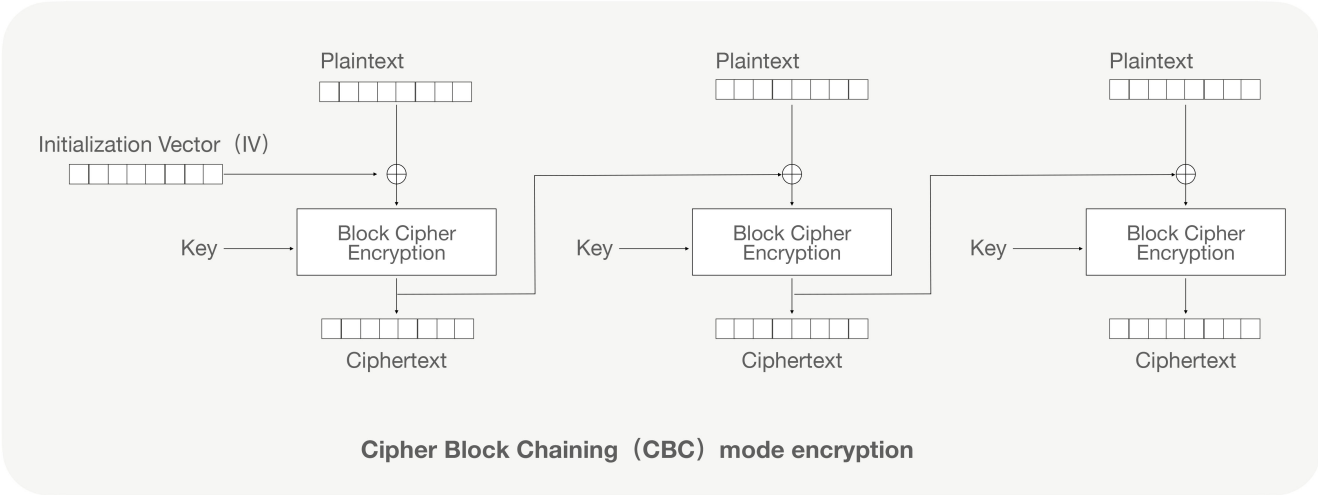 Plaintext
Plaintext
Plaintext
Initialization Vector（IV）
Key
Block Cipher
Encryption
Key
Block Cipher
Encryption
Key
Block Cipher
Encryption
Ciphertext
Ciphertext
Ciphertext
Cipher Block Chaining（CBC）mode encryption